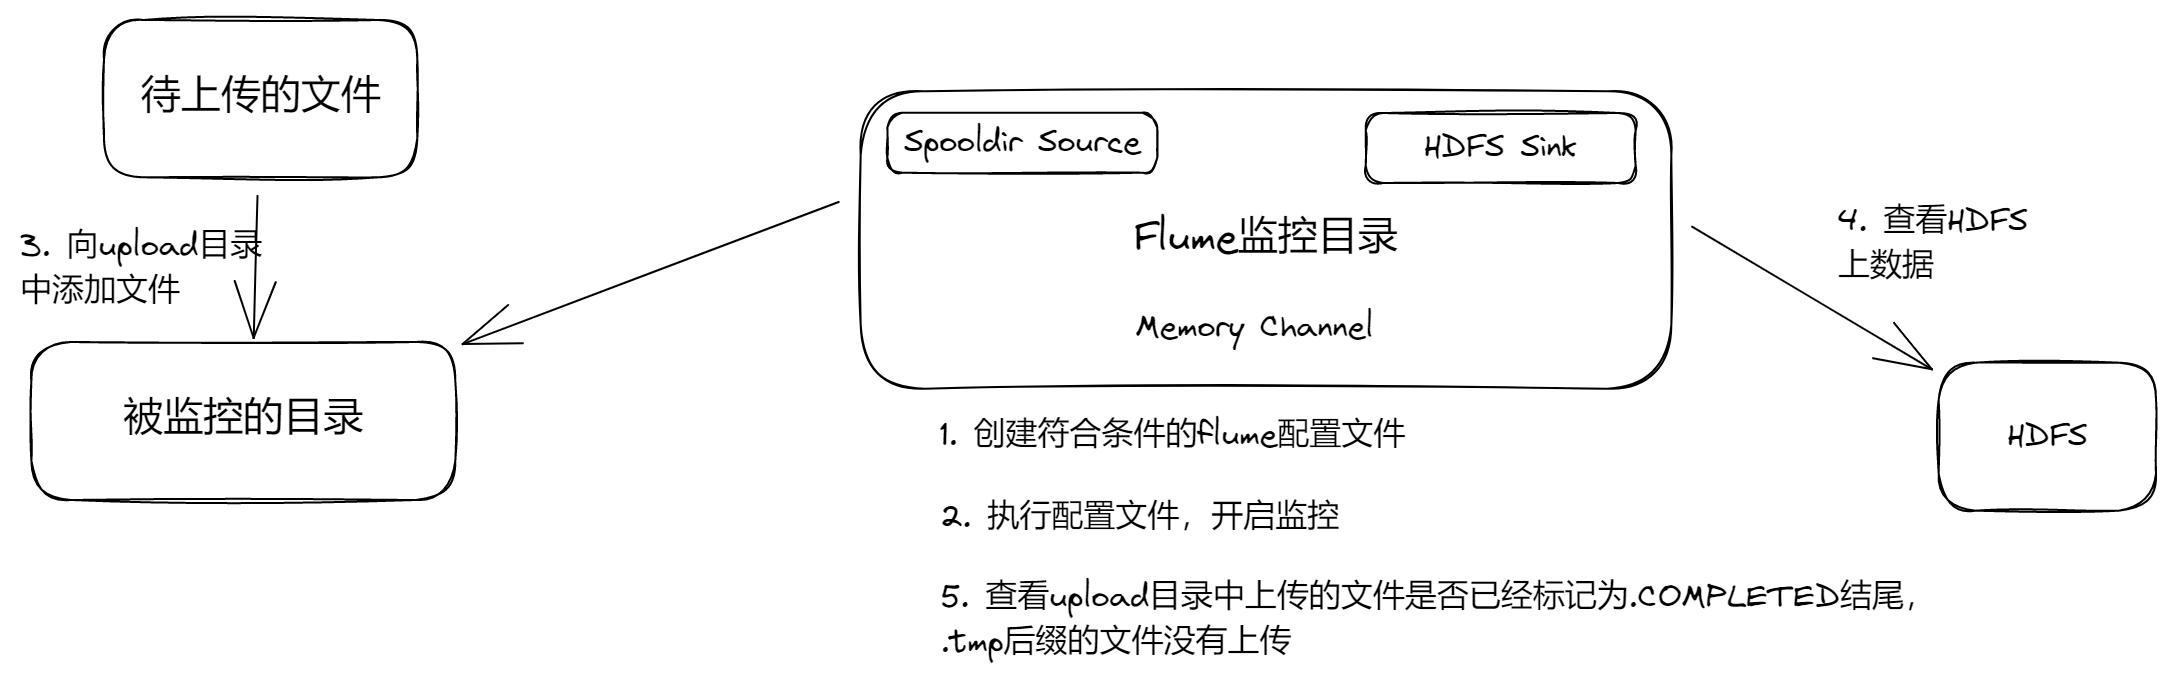 待上传的文件
Spooldir Source
HDFS Sink
Flume监控目录
Memory Channel
3. 向upload目录
中添加文件
4. 查看HDFS
上数据
被监控的目录
HDFS
1. 创建符合条件的flume配置文件
2. 执行配置文件，开启监控
5. 查看upload目录中上传的文件是否已经标记为.COMPLETED结尾，
.tmp后缀的文件没有上传